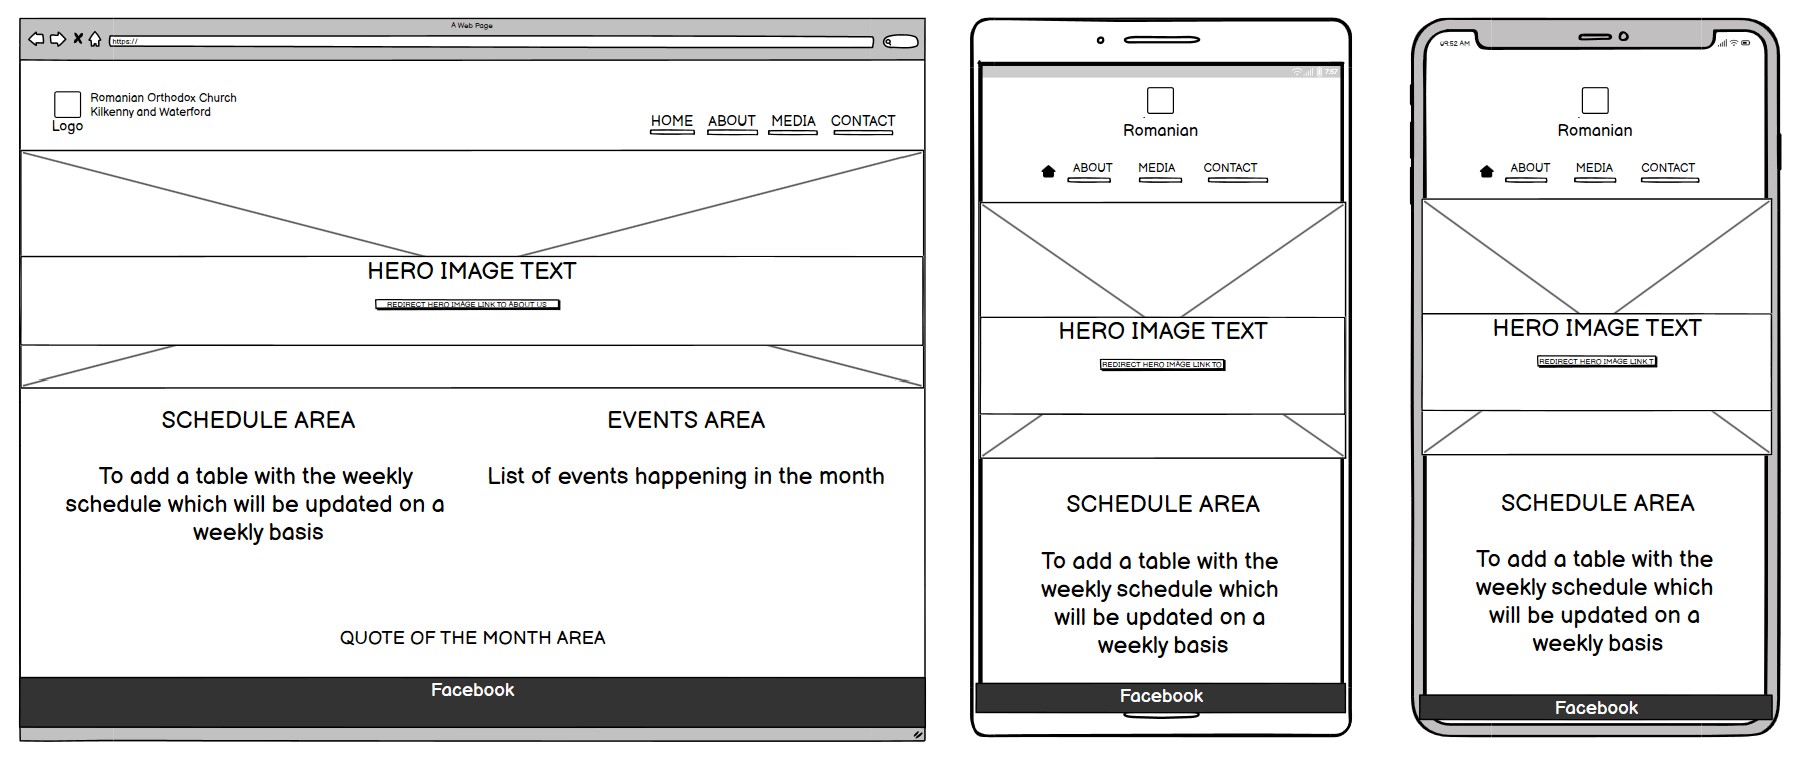 A Web Page
https://
Romanian Orthodox Church
Kilkenny and Waterford
Logo
HOME ABOUT MEDIA CONTACT
HERO IMAGE TEXT
REDIRECT HERO IMAGE LINK TO ABOUT US
SCHEDULE AREA
To add a table with the weekly
schedule which will be updated on a
weekly basis
EVENTS AREA
List of events happening in the month
QUOTE OF THE MONTH AREA
Facebook
7:57
Romanian
ABOUT MEDIA CONTACT
HERO IMAGE TEXT
REDIRECT HERO IMAGE LINK TO
SCHEDULE AREA
To add a table with the
weekly schedule which
will be updated on a
weekly basis
Facebook
09:52 AM
Romanian
ABOUT MEDIA CONTACT
HERO IMAGE TEXT
REDIRECT HERO IMAGE LINK T
SCHEDULE AREA
To add a table with the
weekly schedule which
will be updated on a
weekly basis
Facebook